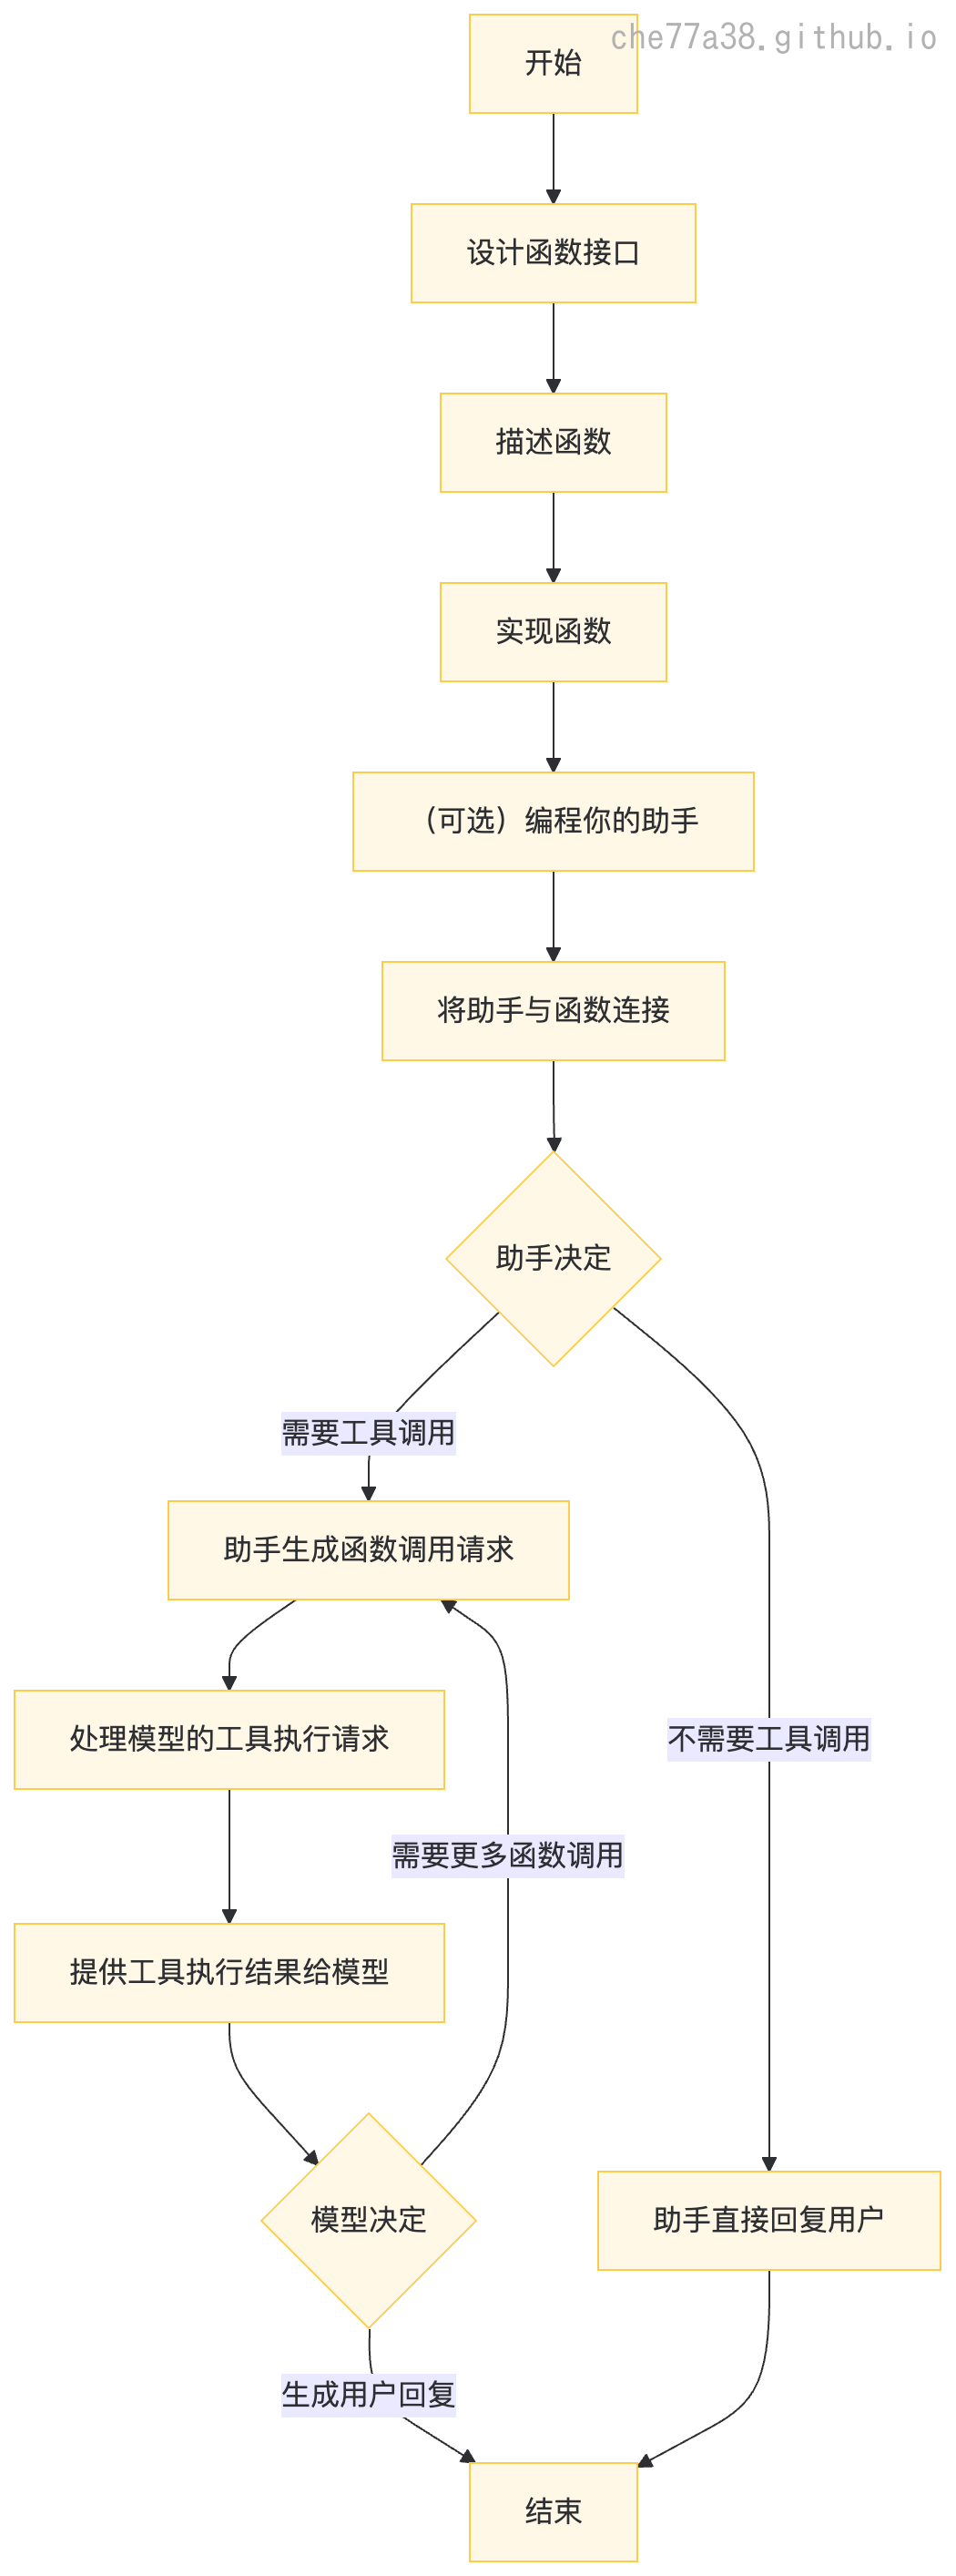 che77a38.github.io
开始
设计函数接口
描述函数
实现函数
（可选）编程你的助手
将助手与函数连接
助手决定
需要工具调用
助手生成函数调用请求
处理模型的工具执行请求
不需要工具调用
需要更多函数调用
提供工具执行结果给模型
模型决定
助手直接回复用户
生成用户回复
结束